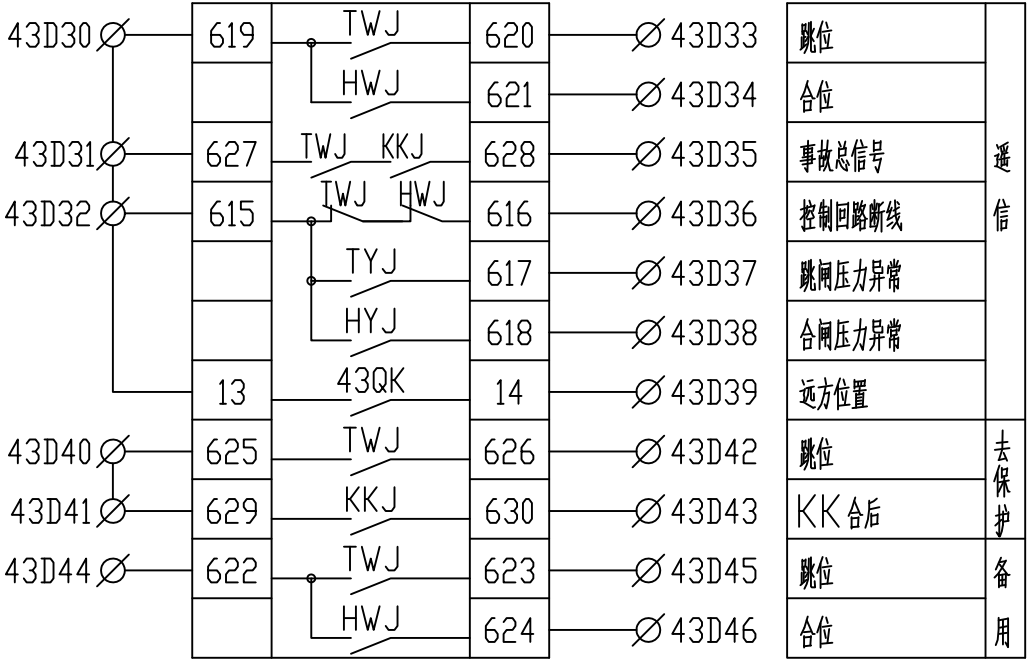 43D30 619 TWJ 620 43D33 跳位
HWJ 621 43D34 合位
43D31 627 TWJ KKJ 628 43D35 事故总信号
43D32 615 TWJ HWJ 616 43D36 控制回路断线
TYJ 617 43D37 跳闸压力异常
HYJ 618 43D38 合闸压力异常
13 43QK 14 43D39 远方位置
遥信
43D40 625 TWJ 626 43D42 跳位
43D41 629 KKJ 630 43D43 KK合后
去保护
43D44 622 TWJ 623 43D45 跳位
HWJ 624 43D46 合位
备用